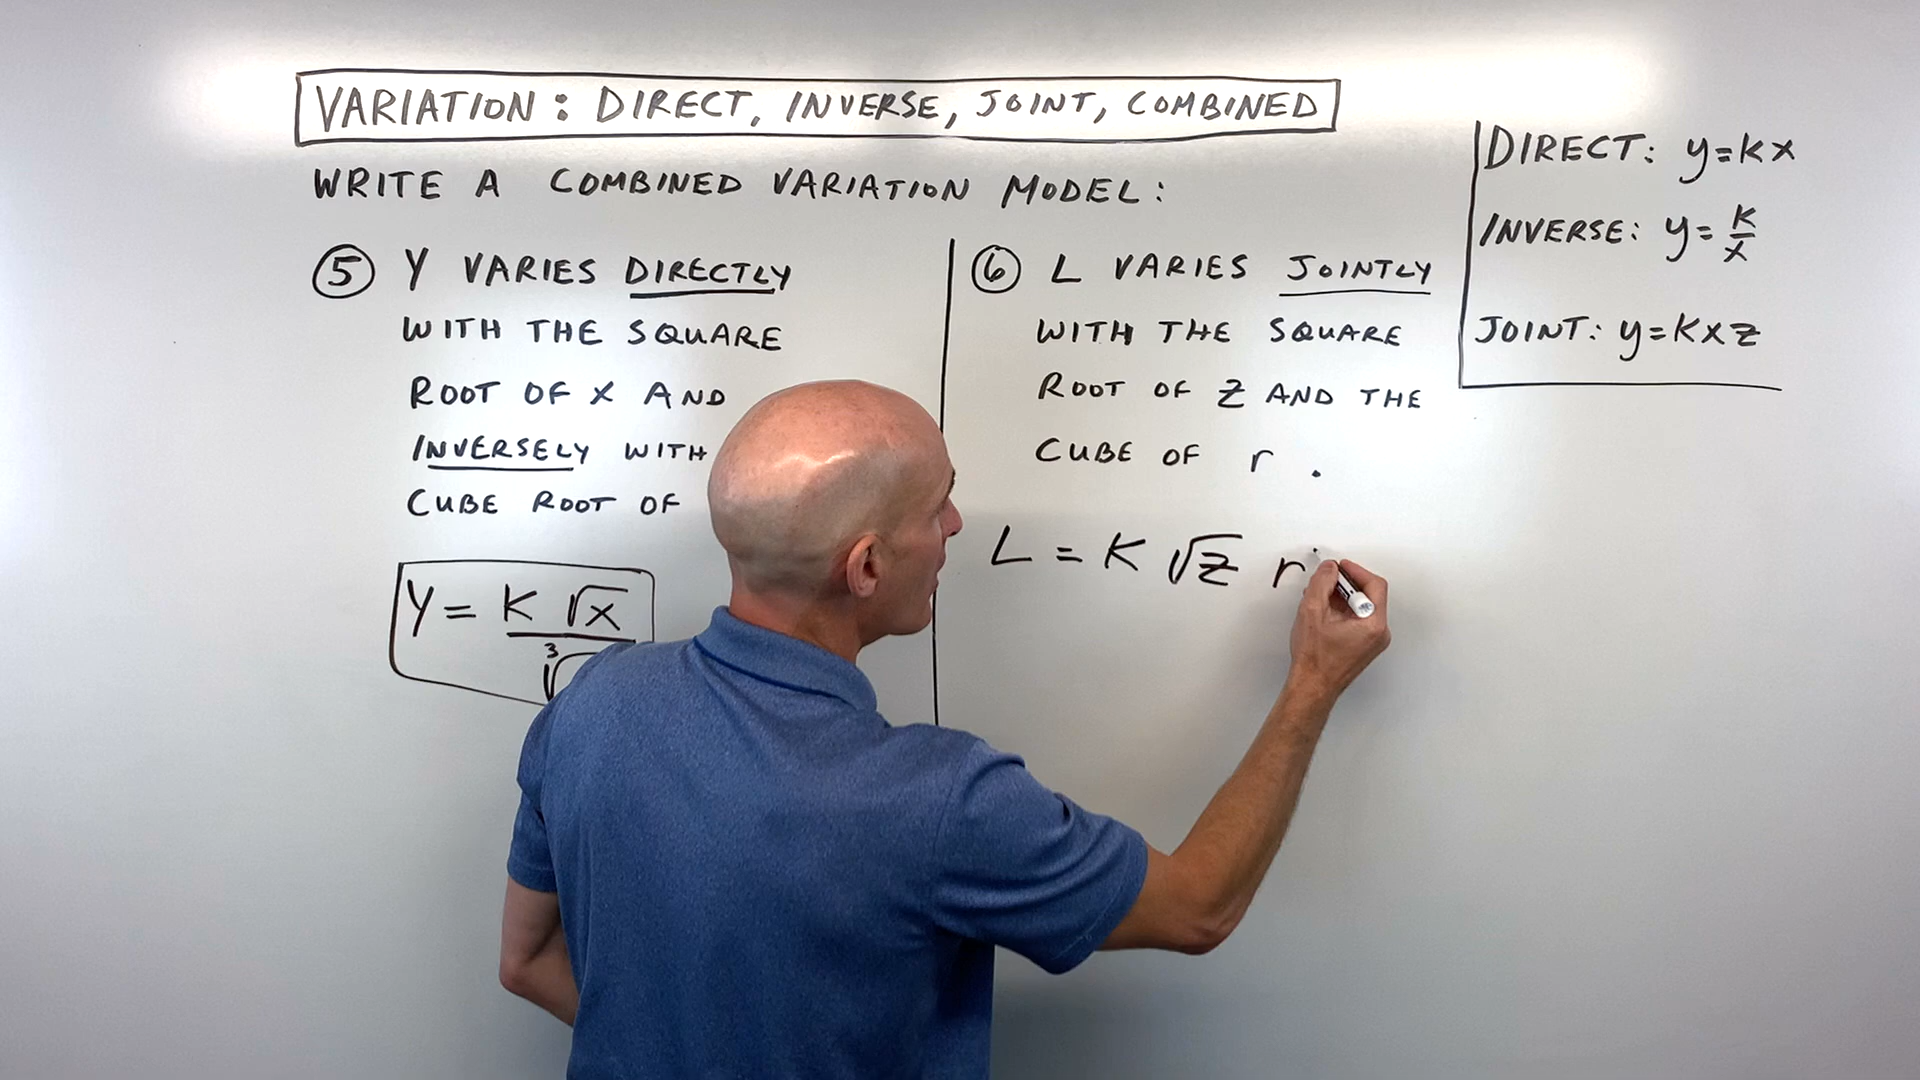 VARIATION: DIRECT, INVERSE, JOINT, COMBINED
WRITE A COMBINED VARIATION MODEL:
⑤ Y VARIES DIRECTLY
WITH THE SQUARE
ROOT OF X AND
INVERSELY WITH
CUBE ROOT OF
Y = K √x / ∛
⑥ L VARIES JOINTLY
WITH THE SQUARE
ROOT OF Z AND THE
CUBE OF r.
L = K √z r
DIRECT: y=kx
INVERSE: y=k/x
JOINT: y=kxz